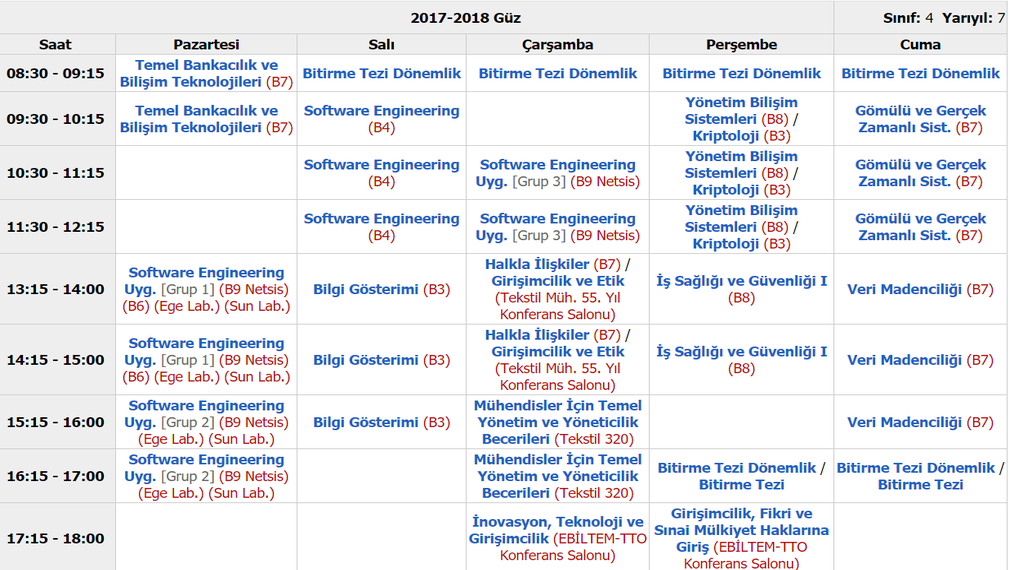 2017-2018 Güz
Sınıf: 4 Yarıyıl: 7
Saat Pazartesi Salı Çarşamba Perşembe Cuma
08:30 - 09:15
Temel Bankacılık ve
Bilişim Teknolojileri (B7)
Bitirme Tezi Dönemlik
Bitirme Tezi Dönemlik
Bitirme Tezi Dönemlik
Bitirme Tezi Dönemlik
09:30 - 10:15
Temel Bankacılık ve
Bilişim Teknolojileri (B7)
Software Engineering
(B4)
Yönetim Bilişim
Sistemleri (B8) /
Kriptoloji (B3)
Gömülü ve Gerçek
Zamanlı Sist. (B7)
10:30 - 11:15
Software Engineering
(B4)
Software Engineering
Uyg. [Grup 3] (B9 Netsis)
Yönetim Bilişim
Sistemleri (B8) /
Kriptoloji (B3)
Gömülü ve Gerçek
Zamanlı Sist. (B7)
11:30 - 12:15
Software Engineering
(B4)
Software Engineering
Uyg. [Grup 3] (B9 Netsis)
Yönetim Bilişim
Sistemleri (B8) /
Kriptoloji (B3)
Gömülü ve Gerçek
Zamanlı Sist. (B7)
13:15 - 14:00
Software Engineering
Uyg. [Grup 1] (B9 Netsis)
(B6) (Ege Lab.) (Sun Lab.)
Bilgi Gösterimi (B3)
Halkla İlişkiler (B7) /
Girişimcilik ve Etik
(Tekstil Müh. 55. Yıl
Konferans Salonu)
İş Sağlığı ve Güvenliği I
(B8)
Veri Madenciliği (B7)
14:15 - 15:00
Software Engineering
Uyg. [Grup 1] (B9 Netsis)
(B6) (Ege Lab.) (Sun Lab.)
Bilgi Gösterimi (B3)
Halkla İlişkiler (B7) /
Girişimcilik ve Etik
(Tekstil Müh. 55. Yıl
Konferans Salonu)
İş Sağlığı ve Güvenliği I
(B8)
Veri Madenciliği (B7)
15:15 - 16:00
Software Engineering
Uyg. [Grup 2] (B9 Netsis)
(Ege Lab.) (Sun Lab.)
Bilgi Gösterimi (B3)
Mühendisler İçin Temel
Yönetim ve Yöneticilik
Becerileri (Tekstil 320)
Veri Madenciliği (B7)
16:15 - 17:00
Software Engineering
Uyg. [Grup 2] (B9 Netsis)
(Ege Lab.) (Sun Lab.)
Mühendisler İçin Temel
Yönetim ve Yöneticilik
Becerileri (Tekstil 320)
Bitirme Tezi Dönemlik /
Bitirme Tezi
Bitirme Tezi Dönemlik /
Bitirme Tezi
17:15 - 18:00
İnovasyon, Teknoloji ve
Girişimcilik (EBİLTEM-TTO
Konferans Salonu)
Girişimcilik, Fikri ve
Sınai Mülkiyet Haklarına
Giriş (EBİLTEM-TTO
Konferans Salonu)